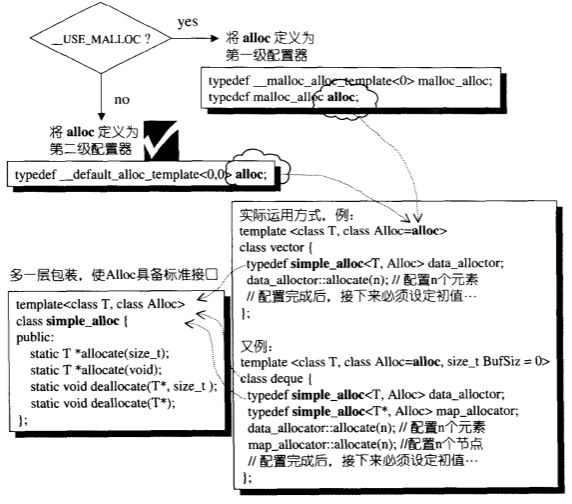 __USE_MALLOC ?
yes
将 alloc 定义为
第一级配置器
typedef __malloc_alloc_template<0> malloc_alloc;
typedef malloc_alloc alloc;
no
将 alloc 定义为
第二级配置器
typedef __default_alloc_template<0,0> alloc;
实际运用方式，例：
template <class T, class Alloc=alloc>
class vector {
typedef simple_alloc<T, Alloc> data_alloctor;
data_alloctor::allocate(n); // 配置n个元素
// 配置完成后，接下来必须设定初值…
};
又例：
template <class T, class Alloc=alloc, size_t BufSiz = 0>
class deque {
typedef simple_alloc<T, Alloc> data_alloctor;
typedef simple_alloc<T*, Alloc> map_allocator;
data_allocator::allocate(n); // 配置n个元素
map_allocator::allocate(n); //配置n个节点
// 配置完成后，接下来必须设定初值…
};
多一层包装，使Alloc具备标准接口
template<class T, class Alloc>
class simple_alloc {
public:
static T *allocate(size_t);
static T *allocate(void);
static void deallocate(T*, size_t );
static void deallocate(T*);
};